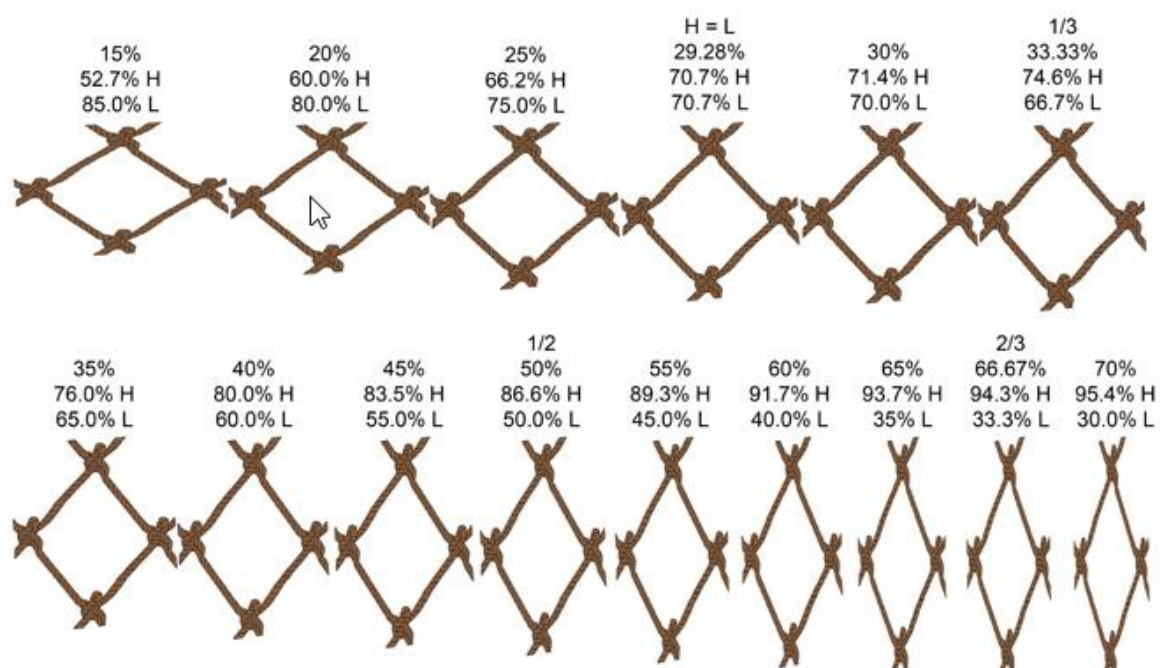 15%
52.7% H
85.0% L
20%
60.0% H
80.0% L
25%
66.2% H
75.0% L
H = L
29.28%
70.7% H
70.7% L
30%
71.4% H
70.0% L
1/3
33.33%
74.6% H
66.7% L
35%
76.0% H
65.0% L
40%
80.0% H
60.0% L
45%
83.5% H
55.0% L
1/2
50%
86.6% H
50.0% L
55%
89.3% H
45.0% L
60%
91.7% H
40.0% L
65%
93.7% H
35% L
2/3
66.67%
94.3% H
33.3% L
70%
95.4% H
30.0% L